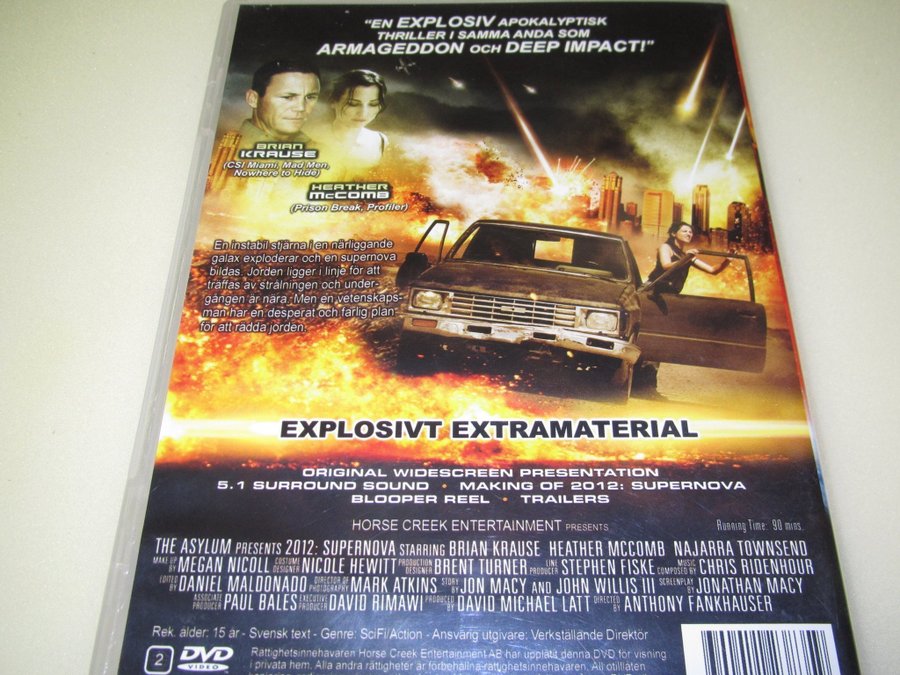 "EN EXPLOSIV APOKALYPTISK
THRILLER I SAMMA ANDA SOM
ARMAGEDDON OCH DEEP IMPACT!"
BRIAN
KRAUSE
(CSI Miami, Mad Men,
Nowhere to Hide)
HEATHER
McCOMB
(Prison Break, Profiler)
En instabil stjärna i en närliggande
galax exploderar och en supernova
bildas. Jorden ligger i linje för att
träffas av strålningen och under-
gången är nära. Men en vetenskaps-
man har en desperat och farlig plan
för att rädda jorden.
EXPLOSIVT EXTRAMATERIAL
ORIGINAL WIDESCREEN PRESENTATION
5.1 SURROUND SOUND • MAKING OF 2012: SUPERNOVA
BLOOPER REEL • TRAILERS
HORSE CREEK ENTERTAINMENT PRESENTS
Running Time: 90 mins.
THE ASYLUM PRESENTS 2012: SUPERNOVA STARRING BRIAN KRAUSE HEATHER MCCOMB NAJARRA TOWNSEND
MAKE UP BY MEGAN NICOLL COSTUME DESIGNER NICOLE HEWITT PRODUCTION DESIGNER BRENT TURNER LINE PRODUCER STEPHEN FISKE MUSIC COMPOSED BY CHRIS RIDENHOUR
EDITED BY DANIEL MALDONADO DIRECTOR OF PHOTOGRAPHY MARK ATKINS STORY BY JON MACY AND JOHN WILLIS III SCREENPLAY BY JONATHAN MACY
ASSOCIATE PRODUCER PAUL BALES EXECUTIVE PRODUCER DAVID RIMAWI PRODUCED BY DAVID MICHAEL LATT DIRECTED BY ANTHONY FANKHAUSER
Rek. ålder: 15 år - Svensk text - Genre: SciFi/Action - Ansvarig utgivare: Verkställande Direktör
2
DVD
VIDEO
Rättighetsinnehavaren Horse Creek Entertainment AB har upplåtit denna DVD för visning
i privata hem. Alla andra rättigheter är förbehållna rättighetsinnehavaren. All otillåten